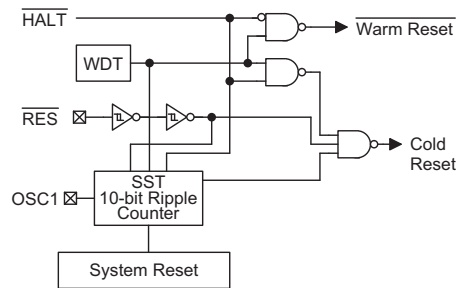 HALT
Warm Reset
WDT
RES
Cold
Reset
SST
10-bit Ripple
Counter
OSC1
System Reset